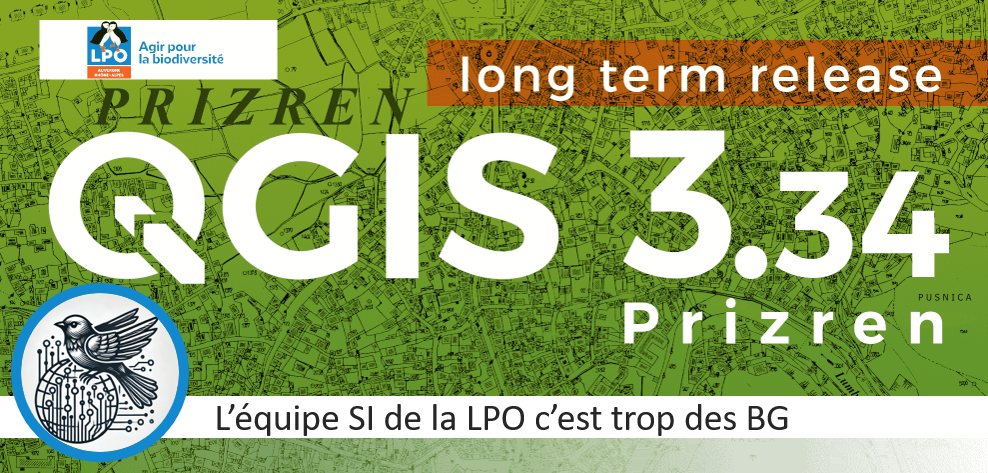 LPO
AUVERGNE
RHÔNE-ALPES
Agir pour
la biodiversité
long term release
PRIZREN
QGIS 3.34
PUSNICA
Prizren
L’équipe SI de la LPO c’est trop des BG